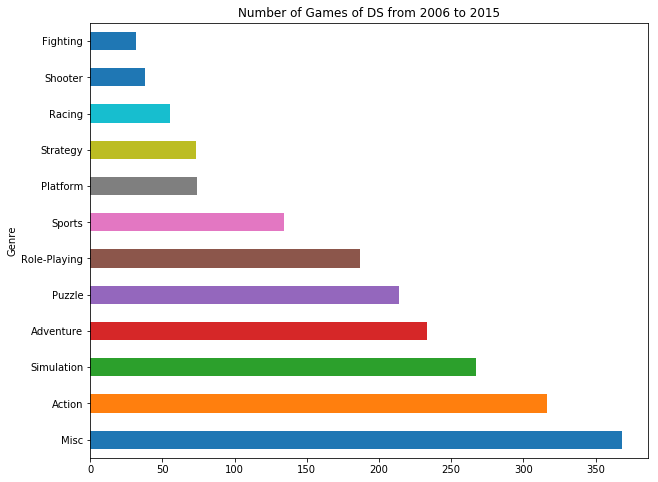 Number of Games of DS from 2006 to 2015
Genre
Fighting
Shooter
Racing
Strategy
Platform
Sports
Role-Playing
Puzzle
Adventure
Simulation
Action
Misc
0 50 100 150 200 250 300 350